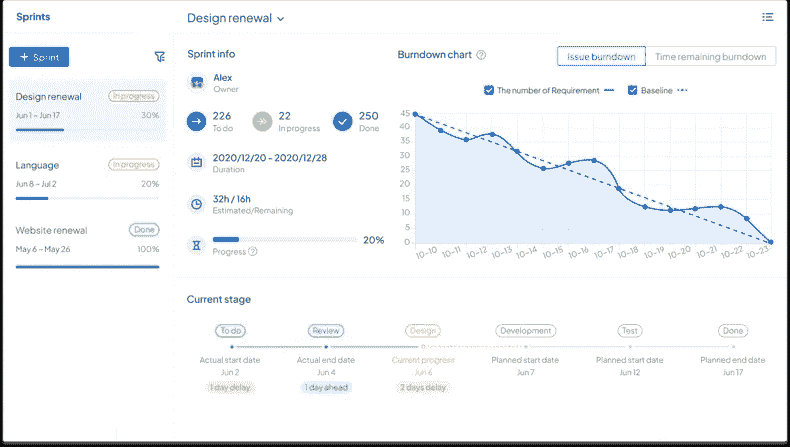 Sprints
+ Sprint
Design renewal
In progress
Jun 1 – Jun 17
30%
Language
In progress
Jun 8 – Jul 2
20%
Website renewal
Done
May 6 – May 26
100%
Design renewal
Sprint info
Alex
Owner
226
To do
22
In progress
250
Done
2020/12/20 - 2020/12/28
Duration
32h / 16h
Estimated/Remaining
20%
Progress ?
Burndown chart ?
Issue burndown
Time remaining burndown
The number of Requirement
Baseline
45
40
35
30
25
20
15
10
5
0
10-10
10-11
10-12
10-13
10-14
10-15
10-16
10-17
10-18
10-19
10-20
10-21
10-22
10-23
Current stage
To do
Review
Design
Development
Test
Done
Actual start date
Actual end date
Current progress
Planned start date
Planned start date
Planned end date
Jun 2
Jun 4
Jun 6
Jun 7
Jun 12
Jun 17
1 day delay
1 day ahead
2 days delay